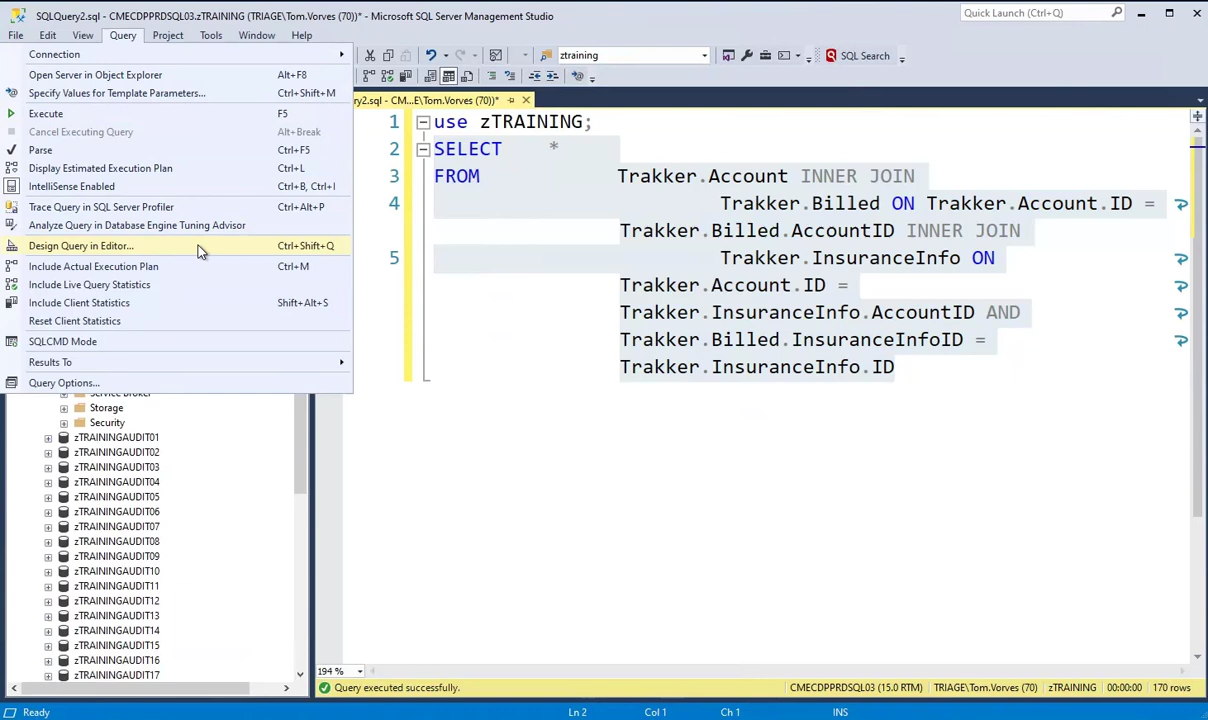 SQLQuery2.sql - CMECDPPRDSQL03.zTRAINING (TRIAGE\Tom.Vorves (70))* - Microsoft SQL Server Management Studio
Quick Launch (Ctrl+Q)
File Edit View Query Project Tools Window Help
Connection
ztraining
SQL Search
Open Server in Object Explorer Alt+F8
Specify Values for Template Parameters... Ctrl+Shift+M
Execute F5
Cancel Executing Query Alt+Break
Parse Ctrl+F5
Display Estimated Execution Plan Ctrl+L
IntelliSense Enabled Ctrl+B, Ctrl+I
Trace Query in SQL Server Profiler Ctrl+Alt+P
Analyze Query in Database Engine Tuning Advisor
Design Query in Editor... Ctrl+Shift+Q
Include Actual Execution Plan Ctrl+M
Include Live Query Statistics
Include Client Statistics Shift+Alt+S
Reset Client Statistics
SQLCMD Mode
Results To
Query Options...
Storage
Security
zTRAININGAUDIT01
zTRAININGAUDIT02
zTRAININGAUDIT03
zTRAININGAUDIT04
zTRAININGAUDIT05
zTRAININGAUDIT06
zTRAININGAUDIT07
zTRAININGAUDIT08
zTRAININGAUDIT09
zTRAININGAUDIT10
zTRAININGAUDIT11
zTRAININGAUDIT12
zTRAININGAUDIT13
zTRAININGAUDIT14
zTRAININGAUDIT15
zTRAININGAUDIT16
zTRAININGAUDIT17
ry2.sql - CM...E\Tom.Vorves (70))*
1 use zTRAINING;
2 SELECT *
3 FROM Trakker.Account INNER JOIN
4 Trakker.Billed ON Trakker.Account.ID =
Trakker.Billed.AccountID INNER JOIN
5 Trakker.InsuranceInfo ON
Trakker.Account.ID =
Trakker.InsuranceInfo.AccountID AND
Trakker.Billed.InsuranceInfoID =
Trakker.InsuranceInfo.ID
194 %
Query executed successfully. CMECDPPRDSQL03 (15.0 RTM) TRIAGE\Tom.Vorves (70) zTRAINING 00:00:00 170 rows
Ready Ln 2 Col 1 Ch 1 INS